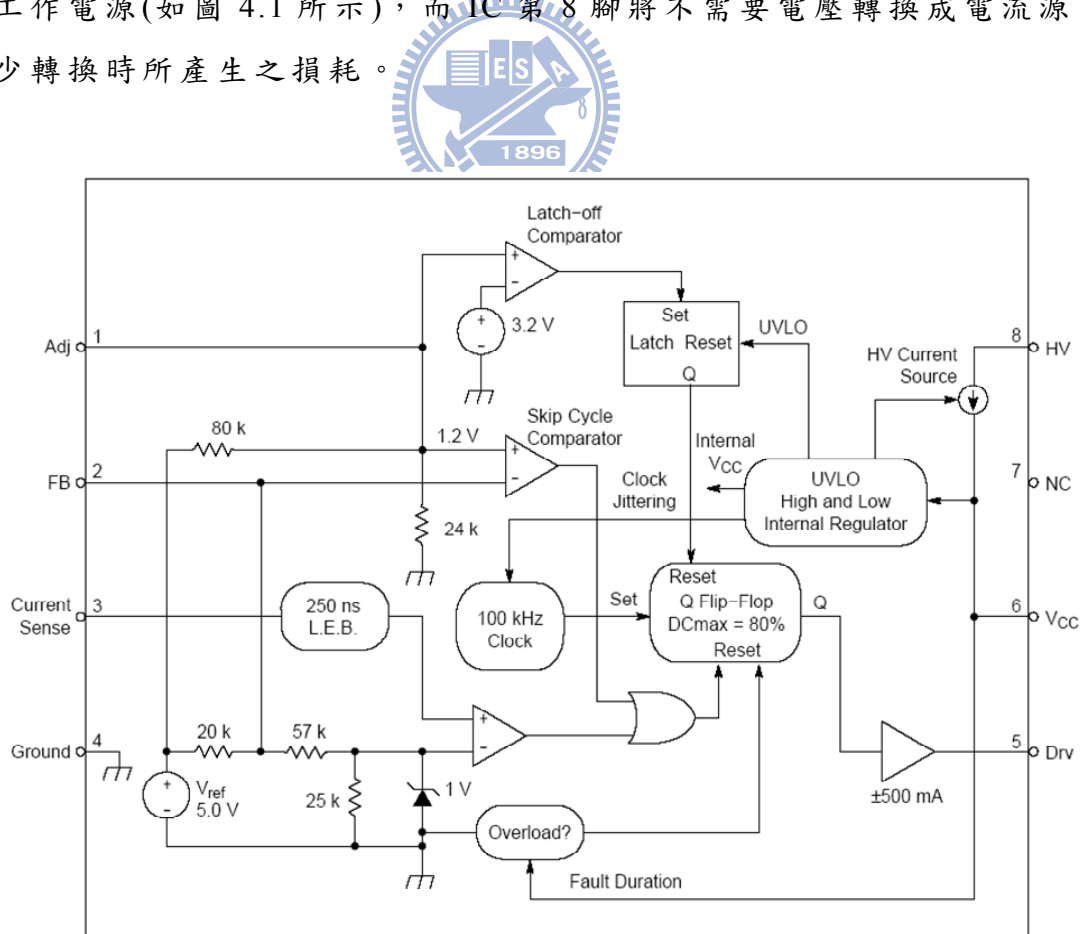 工作電源(如圖 4.1 所示)，而 IC 第 8 腳將不需要電壓轉換成電流源
少轉換時所產生之損耗。
ES
A
8
1896
Latch-off
Comparator
+
-
+
-
3.2 V
Set
Latch Reset
Q
UVLO
1
Adj
8
HV
HV Current
Source
80 k
1.2 V
Skip Cycle
Comparator
+
-
Internal
VCC
2
FB
Clock
Jittering
UVLO
High and Low
Internal Regulator
7
NC
24 k
Current
Sense
3
250 ns
L.E.B.
100 kHz
Clock
Set
Reset
Q Flip-Flop
DCmax = 80%
Reset
Q
6
VCC
Ground
4
20 k
57 k
+
-
+
-
Vref
5.0 V
25 k
1 V
5
Drv
±500 mA
Overload?
Fault Duration